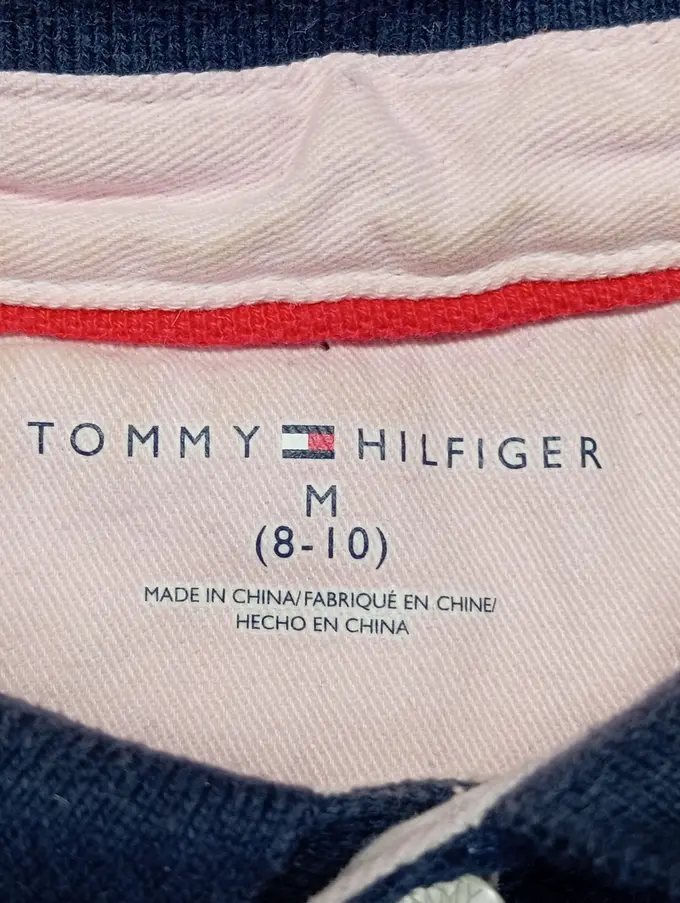 TOMMY HILFIGER
M
(8-10)
MADE IN CHINA/FABRIQUÉ EN CHINE/
HECHO EN CHINA